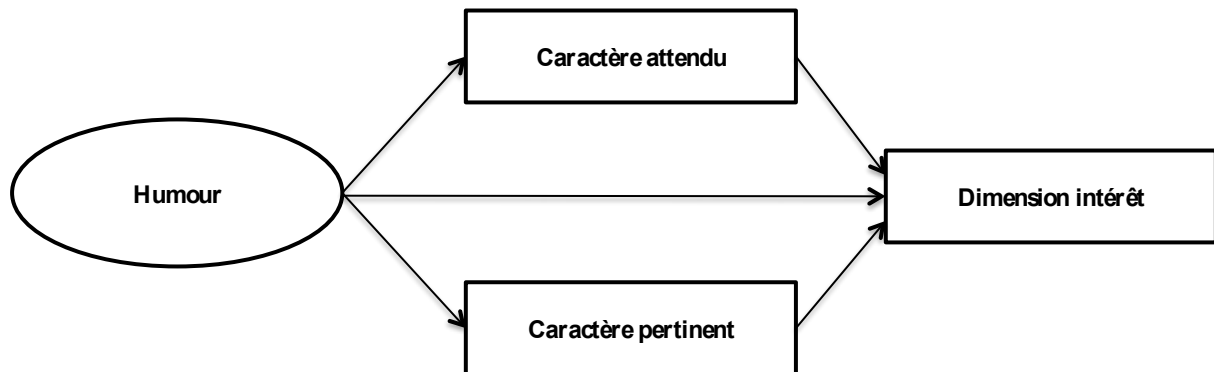 Caractère attendu
Humour
Dimension intérêt
Caractère pertinent